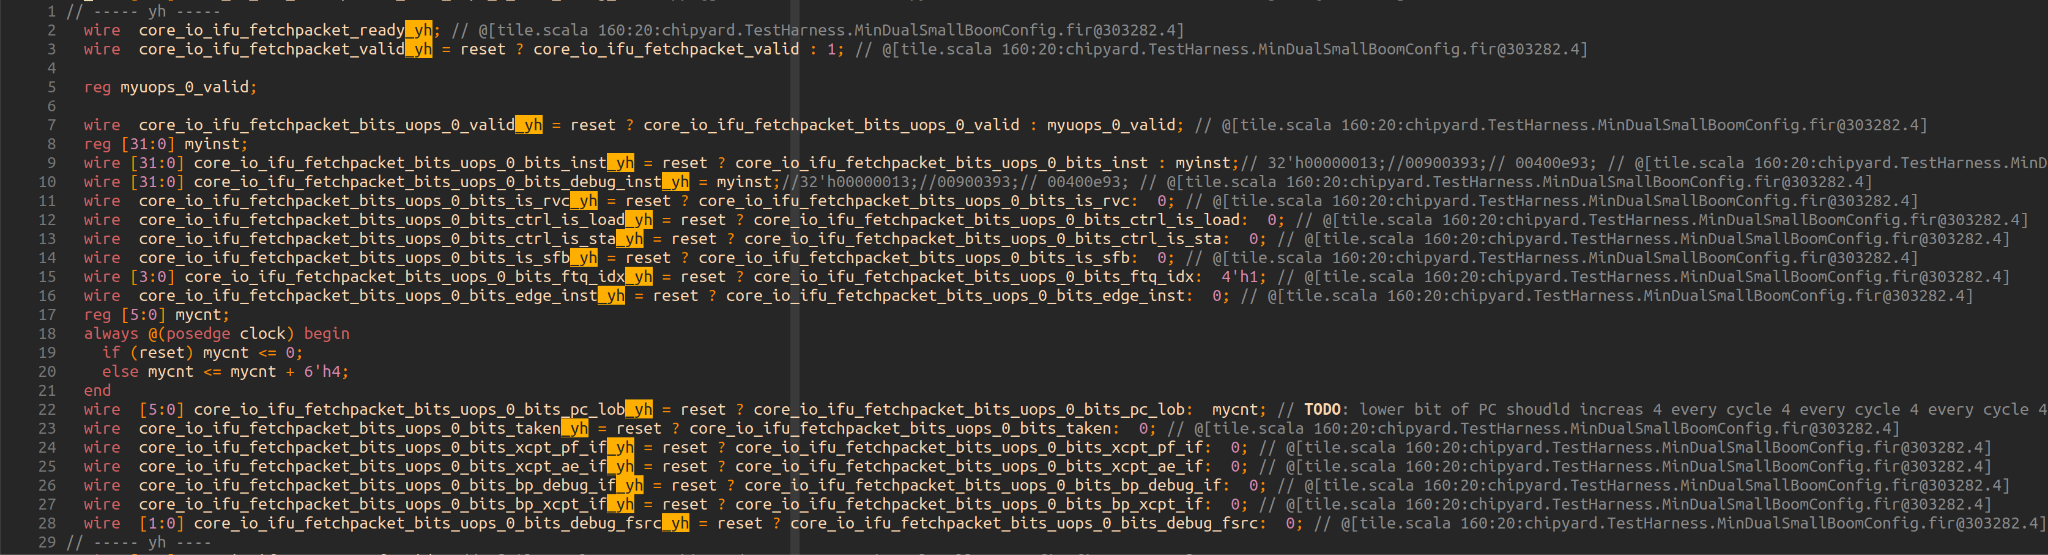 1 // ----- yh -----
2 wire  core_io_ifu_fetchpacket_ready_yh; // @[tile.scala 160:20:chipyard.TestHarness.MinDualSmallBoomConfig.fir@303282.4]
3 wire  core_io_ifu_fetchpacket_valid_yh = reset ? core_io_ifu_fetchpacket_valid : 1; // @[tile.scala 160:20:chipyard.TestHarness.MinDualSmallBoomConfig.fir@303282.4]
4
5 reg myuops_0_valid;
6
7 wire  core_io_ifu_fetchpacket_bits_uops_0_valid_yh = reset ? core_io_ifu_fetchpacket_bits_uops_0_valid : myuops_0_valid; // @[tile.scala 160:20:chipyard.TestHarness.MinDualSmallBoomConfig.fir@303282.4]
8 reg [31:0] myinst;
9 wire [31:0] core_io_ifu_fetchpacket_bits_uops_0_bits_inst_yh = reset ? core_io_ifu_fetchpacket_bits_uops_0_bits_inst : myinst;// 32'h00000013;//00900393;// 00400e93; // @[tile.scala 160:20:chipyard.TestHarness.MinD
10 wire [31:0] core_io_ifu_fetchpacket_bits_uops_0_bits_debug_inst_yh = myinst;//32'h00000013;//00900393;// 00400e93; // @[tile.scala 160:20:chipyard.TestHarness.MinDualSmallBoomConfig.fir@303282.4]
11 wire  core_io_ifu_fetchpacket_bits_uops_0_bits_is_rvc_yh = reset ? core_io_ifu_fetchpacket_bits_uops_0_bits_is_rvc:  0; // @[tile.scala 160:20:chipyard.TestHarness.MinDualSmallBoomConfig.fir@303282.4]
12 wire  core_io_ifu_fetchpacket_bits_uops_0_bits_ctrl_is_load_yh = reset ? core_io_ifu_fetchpacket_bits_uops_0_bits_ctrl_is_load:  0; // @[tile.scala 160:20:chipyard.TestHarness.MinDualSmallBoomConfig.fir@303282.4]
13 wire  core_io_ifu_fetchpacket_bits_uops_0_bits_ctrl_is_sta_yh = reset ? core_io_ifu_fetchpacket_bits_uops_0_bits_ctrl_is_sta:  0; // @[tile.scala 160:20:chipyard.TestHarness.MinDualSmallBoomConfig.fir@303282.4]
14 wire  core_io_ifu_fetchpacket_bits_uops_0_bits_is_sfb_yh = reset ? core_io_ifu_fetchpacket_bits_uops_0_bits_is_sfb:  0; // @[tile.scala 160:20:chipyard.TestHarness.MinDualSmallBoomConfig.fir@303282.4]
15 wire [3:0] core_io_ifu_fetchpacket_bits_uops_0_bits_ftq_idx_yh = reset ? core_io_ifu_fetchpacket_bits_uops_0_bits_ftq_idx:  4'h1; // @[tile.scala 160:20:chipyard.TestHarness.MinDualSmallBoomConfig.fir@303282.4]
16 wire  core_io_ifu_fetchpacket_bits_uops_0_bits_edge_inst_yh = reset ? core_io_ifu_fetchpacket_bits_uops_0_bits_edge_inst:  0; // @[tile.scala 160:20:chipyard.TestHarness.MinDualSmallBoomConfig.fir@303282.4]
17 reg [5:0] mycnt;
18 always @(posedge clock) begin
19   if (reset) mycnt <= 0;
20   else mycnt <= mycnt + 6'h4;
21 end
22 wire  [5:0] core_io_ifu_fetchpacket_bits_uops_0_bits_pc_lob_yh = reset ? core_io_ifu_fetchpacket_bits_uops_0_bits_pc_lob:  mycnt; // TODO: lower bit of PC shoudld increas 4 every cycle 4 every cycle 4 every cycle 4
23 wire  core_io_ifu_fetchpacket_bits_uops_0_bits_taken_yh = reset ? core_io_ifu_fetchpacket_bits_uops_0_bits_taken:  0; // @[tile.scala 160:20:chipyard.TestHarness.MinDualSmallBoomConfig.fir@303282.4]
24 wire  core_io_ifu_fetchpacket_bits_uops_0_bits_xcpt_pf_if_yh = reset ? core_io_ifu_fetchpacket_bits_uops_0_bits_xcpt_pf_if:  0; // @[tile.scala 160:20:chipyard.TestHarness.MinDualSmallBoomConfig.fir@303282.4]
25 wire  core_io_ifu_fetchpacket_bits_uops_0_bits_xcpt_ae_if_yh = reset ? core_io_ifu_fetchpacket_bits_uops_0_bits_xcpt_ae_if:  0; // @[tile.scala 160:20:chipyard.TestHarness.MinDualSmallBoomConfig.fir@303282.4]
26 wire  core_io_ifu_fetchpacket_bits_uops_0_bits_bp_debug_if_yh = reset ? core_io_ifu_fetchpacket_bits_uops_0_bits_bp_debug_if:  0; // @[tile.scala 160:20:chipyard.TestHarness.MinDualSmallBoomConfig.fir@303282.4]
27 wire  core_io_ifu_fetchpacket_bits_uops_0_bits_bp_xcpt_if_yh = reset ? core_io_ifu_fetchpacket_bits_uops_0_bits_bp_xcpt_if:  0; // @[tile.scala 160:20:chipyard.TestHarness.MinDualSmallBoomConfig.fir@303282.4]
28 wire  [1:0] core_io_ifu_fetchpacket_bits_uops_0_bits_debug_fsrc_yh = reset ? core_io_ifu_fetchpacket_bits_uops_0_bits_debug_fsrc:  0; // @[tile.scala 160:20:chipyard.TestHarness.MinDualSmallBoomConfig.fir@303282.4]
29 // ----- yh ----